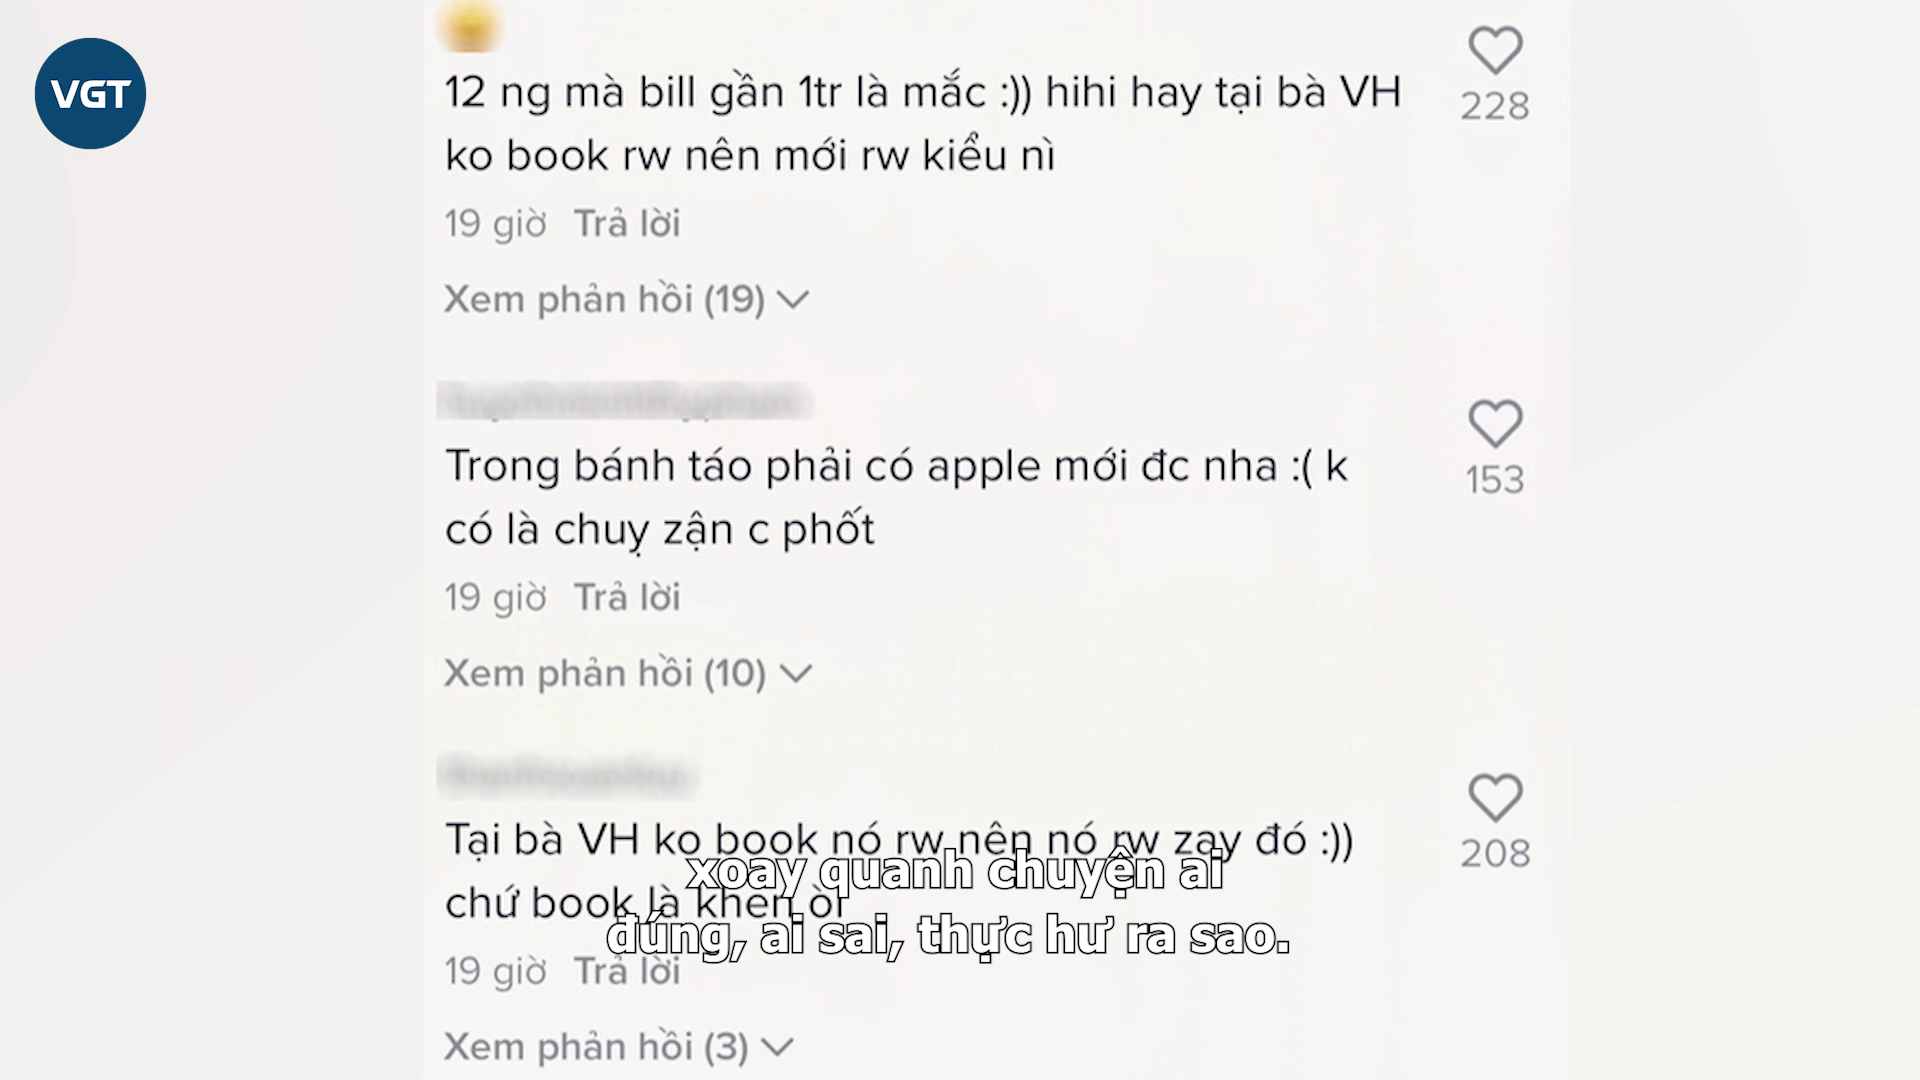 VGT
12 ng mà bill gần 1tr là mắc :)) hihi hay tại bà VH
ko book rw nên mới rw kiểu nì
228
19 giờ Trả lời
Xem phản hồi (19)
Trong bánh táo phải có apple mới đc nha :( k
có là chuỵ zận c phốt
153
19 giờ Trả lời
Xem phản hồi (10)
Tại bà VH ko book nó rw nên nó rw zay đó :))
chứ book là khen òi
208
xoay quanh chuyện ai
đúng, ai sai, thực hư ra sao.
19 giờ Trả lời
Xem phản hồi (3)